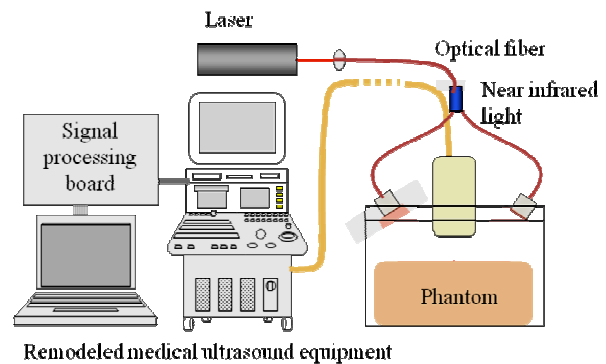 Laser
Optical fiber
Near infrared
light
Signal
processing
board
Phantom
Remodeled medical ultrasound equipment